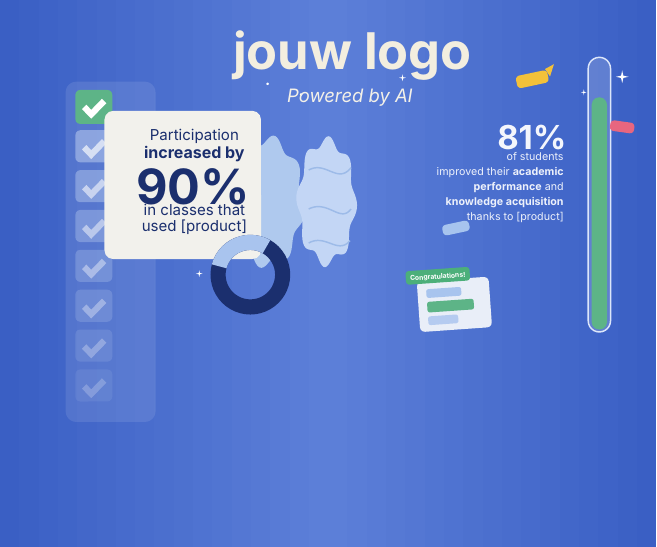 jouw logo
Powered by AI
Participation
increased by
90%
in classes that
used [product]
81%
of students
improved their academic
performance and
knowledge acquisition
thanks to [product]
Congratulations!